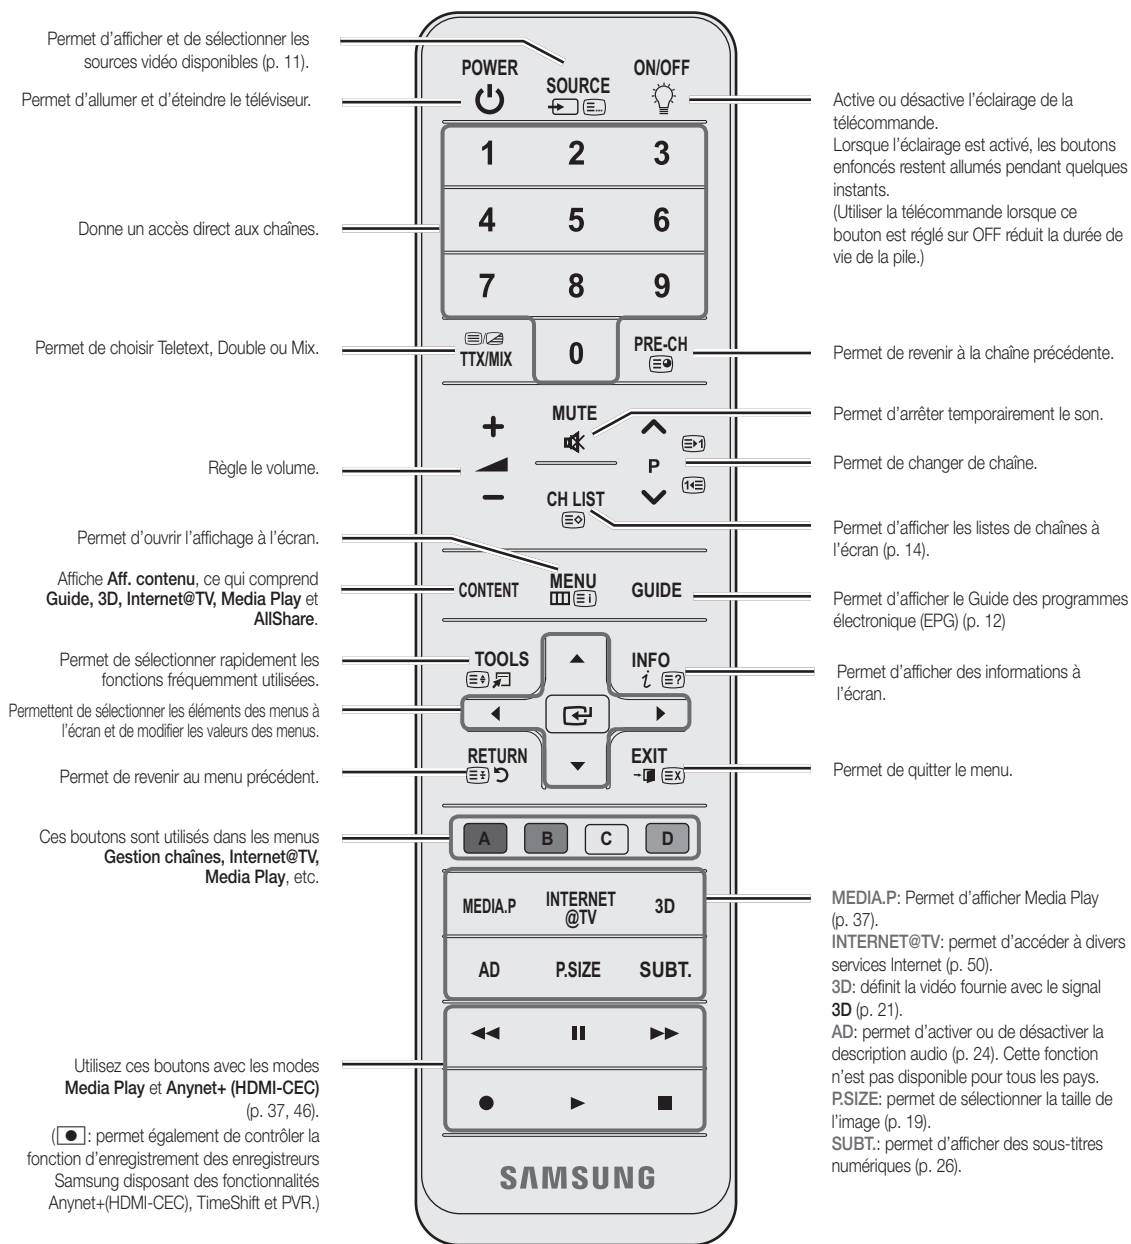 Permet d'afficher et de sélectionner les
sources vidéo disponibles (p. 11).
Permet d'allumer et d'éteindre le téléviseur.
Donne un accès direct aux chaînes.
Permet de choisir Teletext, Double ou Mix.
Règle le volume.
Permet d'ouvrir l'affichage à l'écran.
Affiche Aff. contenu, ce qui comprend
Guide, 3D, Internet@TV, Media Play et
AllShare.
Permet de sélectionner rapidement les
fonctions fréquemment utilisées.
Permettent de sélectionner les éléments des menus à
l'écran et de modifier les valeurs des menus.
Permet de revenir au menu précédent.
Ces boutons sont utilisés dans les menus
Gestion chaînes, Internet@TV,
Media Play, etc.
Utilisez ces boutons avec les modes
Media Play et Anynet+ (HDMI-CEC)
(p. 37, 46).
(●: permet également de contrôler la
fonction d'enregistrement des enregistreurs
Samsung disposant des fonctionnalités
Anynet+(HDMI-CEC), TimeShift et PVR.)
POWER
SOURCE
ON/OFF
1 2 3
4 5 6
7 8 9
TTX/MIX
0
PRE-CH
+
MUTE
P
−
CH LIST
CONTENT
MENU
GUIDE
TOOLS
INFO
RETURN
EXIT
A B C D
MEDIA.P
INTERNET
@TV
3D
AD
P.SIZE
SUBT.
SAMSUNG
Active ou désactive l'éclairage de la
télécommande.
Lorsque l'éclairage est activé, les boutons
enfoncés restent allumés pendant quelques
instants.
(Utiliser la télécommande lorsque ce
bouton est réglé sur OFF réduit la durée de
vie de la pile.)
Permet de revenir à la chaîne précédente.
Permet d'arrêter temporairement le son.
Permet de changer de chaîne.
Permet d'afficher les listes de chaînes à
l'écran (p. 14).
Permet d'afficher le Guide des programmes
électronique (EPG) (p. 12)
Permet d'afficher des informations à
l'écran.
Permet de quitter le menu.
MEDIA.P: Permet d'afficher Media Play
(p. 37).
INTERNET@TV: permet d'accéder à divers
services Internet (p. 50).
3D: définit la vidéo fournie avec le signal
3D (p. 21).
AD: permet d'activer ou de désactiver la
description audio (p. 24). Cette fonction
n'est pas disponible pour tous les pays.
P.SIZE: permet de sélectionner la taille de
l'image (p. 19).
SUBT.: permet d'afficher des sous-titres
numériques (p. 26).